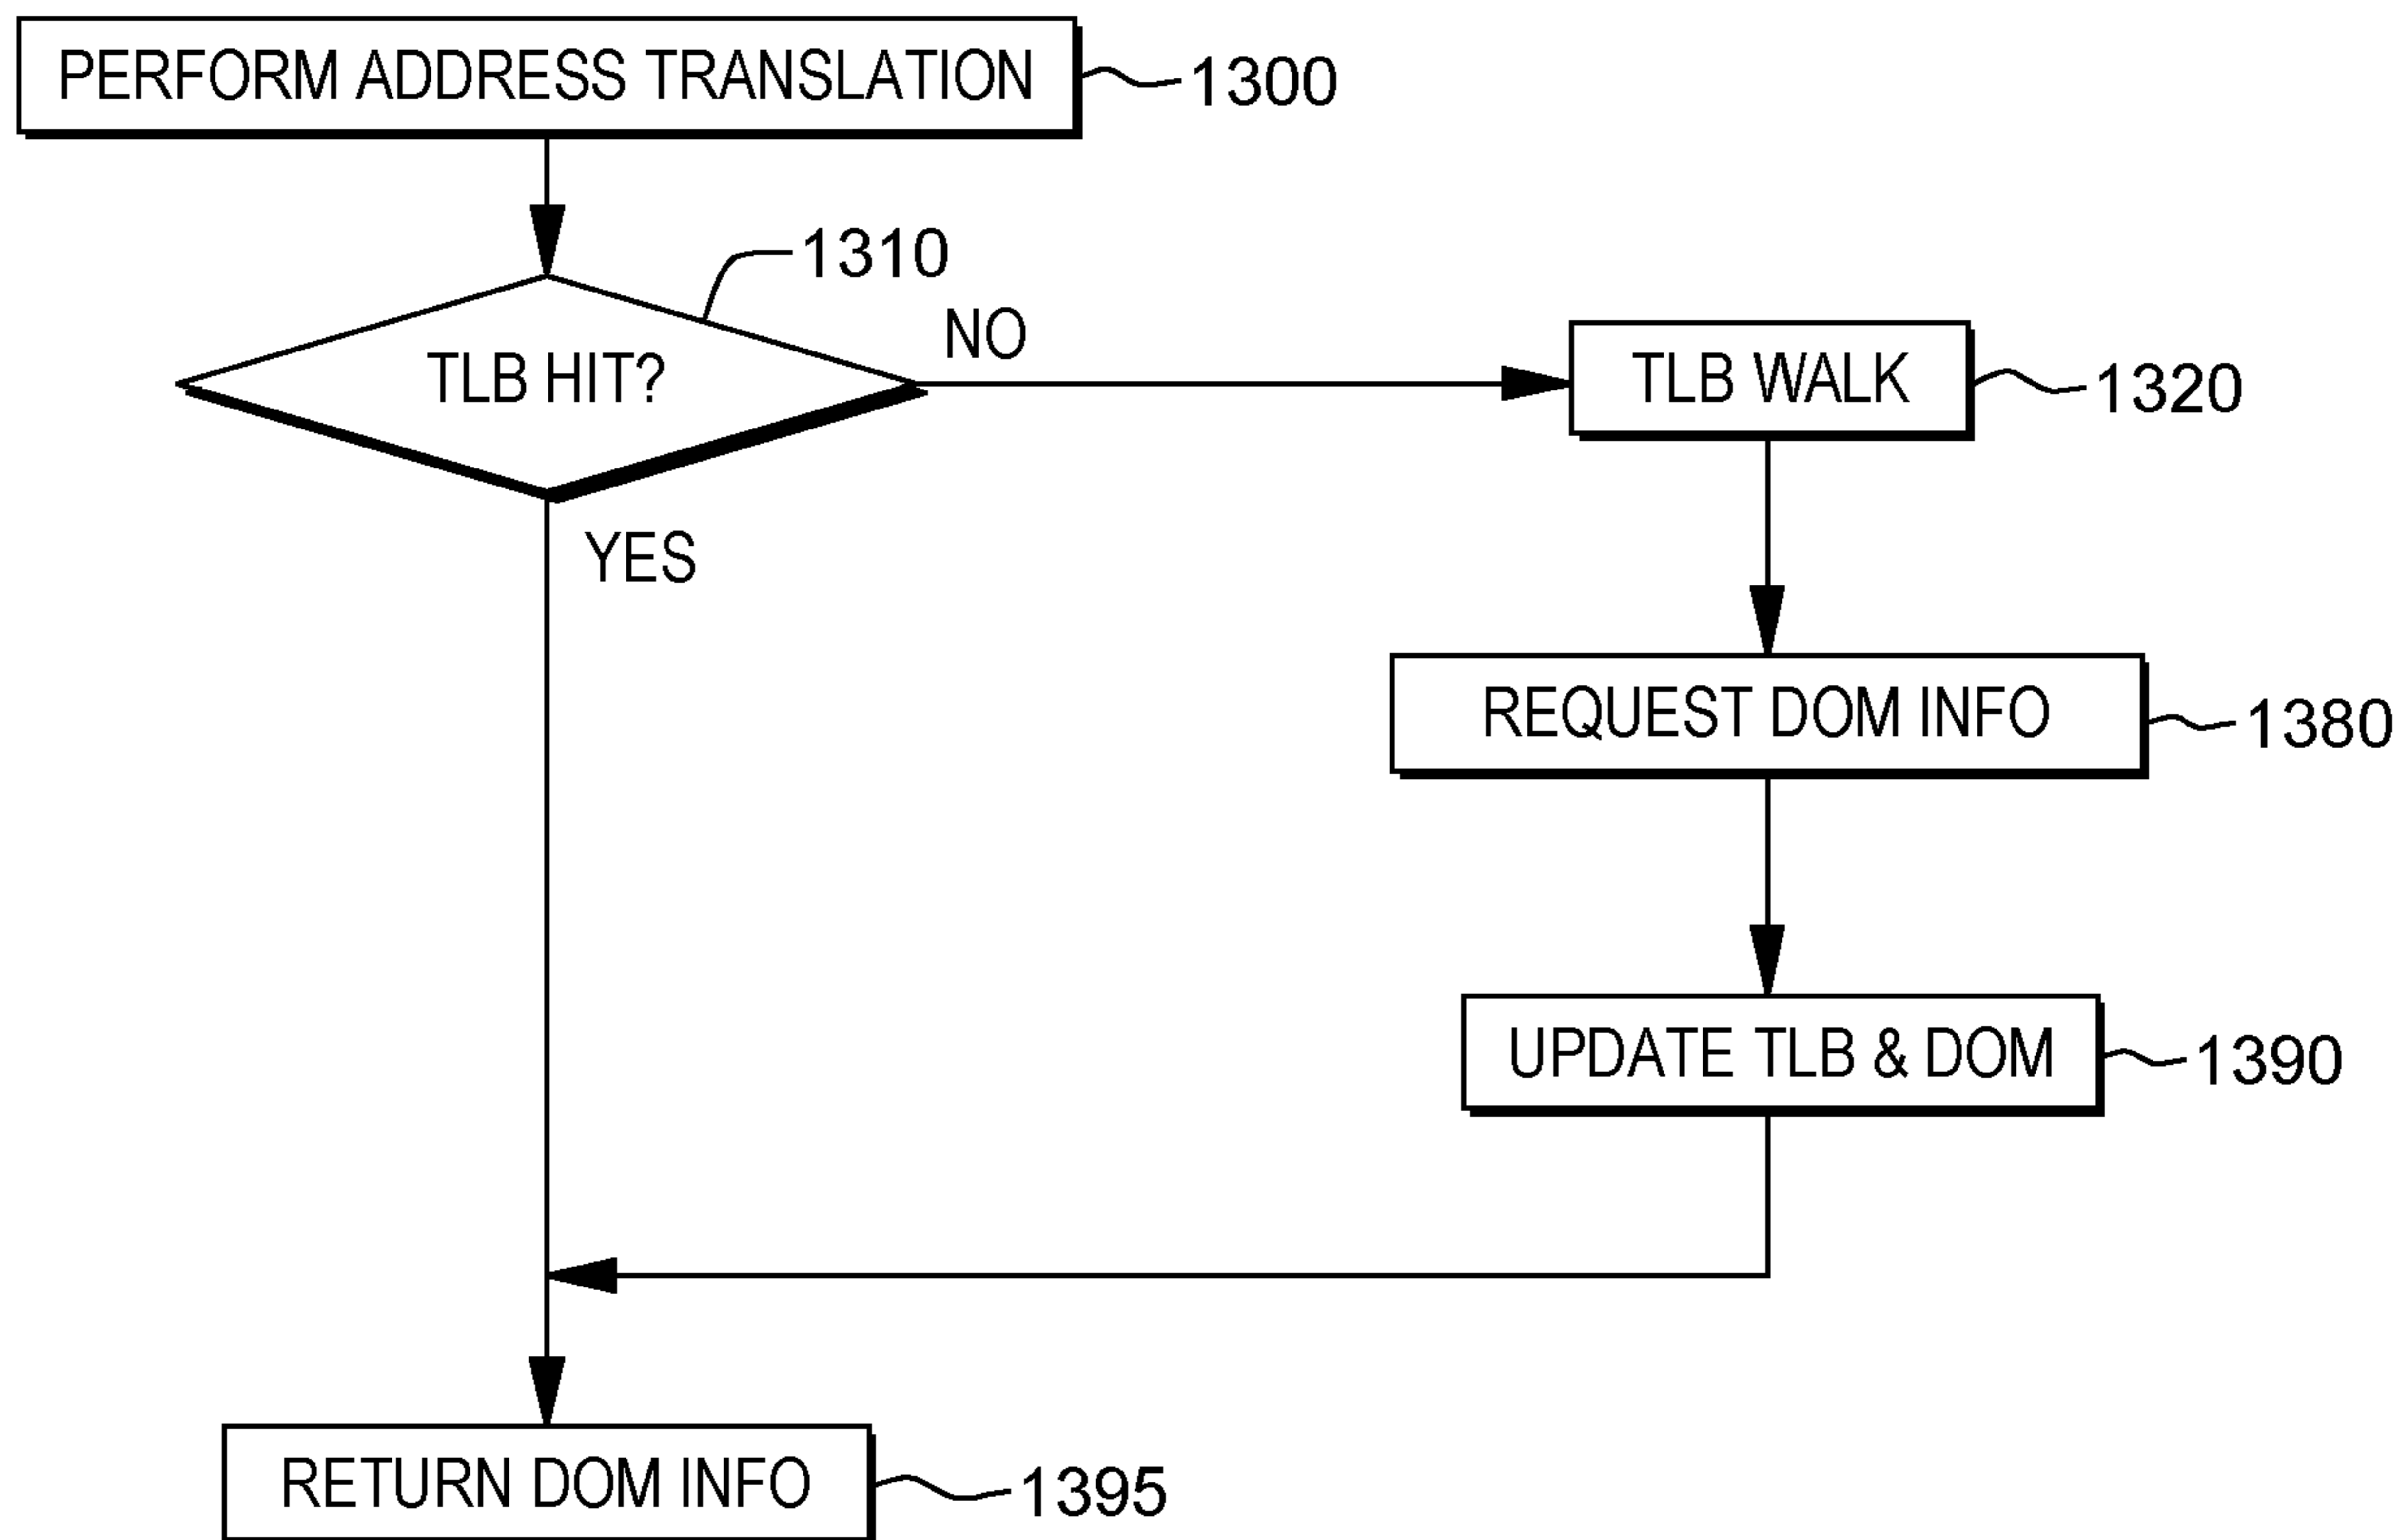 PERFORM ADDRESS TRANSLATION
1300
1310
TLB HIT?
NO
TLB WALK
1320
YES
REQUEST DOM INFO
1380
UPDATE TLB & DOM
1390
RETURN DOM INFO
1395